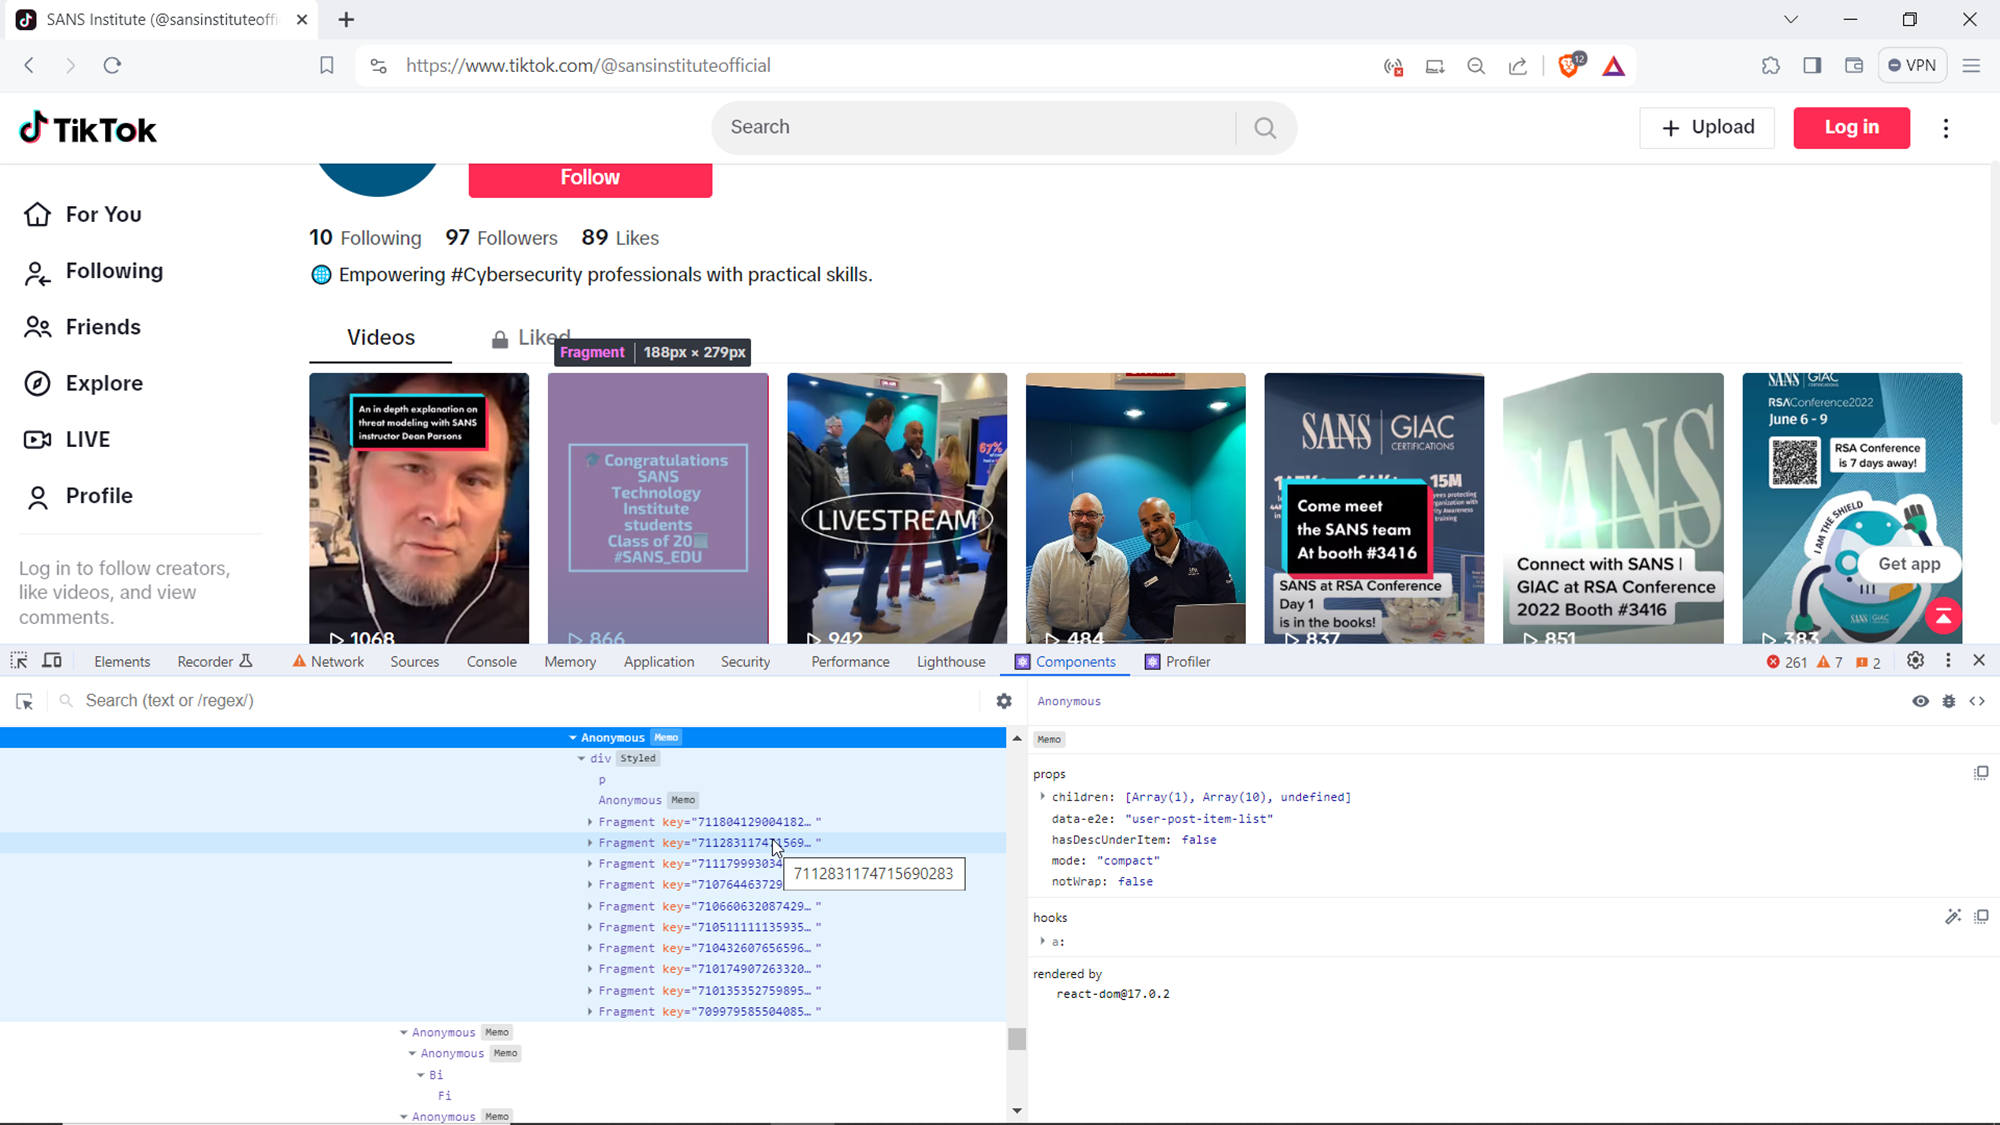 SANS Institute (@sansinstituteoffi
https://www.tiktok.com/@sansinstituteofficial
12
VPN
TikTok
Search
Upload
Log in
Follow
For You
Following
Friends
Explore
LIVE
Profile
Log in to follow creators,
like videos, and view
comments.
10 Following 97 Followers 89 Likes
Empowering #Cybersecurity professionals with practical skills.
Videos
Liked
Fragment 188px × 279px
An in depth explanation on
threat modeling with SANS
instructor Dean Parsons
1068
Congratulations
SANS
Technology
Institute
students
Class of 20
#SANS_EDU
866
67%
LIVESTREAM
942
484
SANS GIAC
CERTIFICATIONS
15M
Come meet
the SANS team
At booth #3416
SANS at RSA Conference
Day 1
is in the books!
837
SANS
Connect with SANS |
GIAC at RSA Conference
2022 Booth #3416
851
SANS GIAC
RSAConference2022
June 6 - 9
RSA Conference
is 7 days away!
I AM THE SHIELD
SANS GIAC
383
Get app
Elements
Recorder
Network
Sources
Console
Memory
Application
Security
Performance
Lighthouse
Components
Profiler
261 7 2
Search (text or /regex/)
Anonymous Memo
div Styled
p
Anonymous Memo
Fragment key="711804129004182… "
Fragment key="711283117471569… "
Fragment key="711179993034
Fragment key="710764463729
7112831174715690283
Fragment key="710660632087429… "
Fragment key="710511111135935… "
Fragment key="710432607656596… "
Fragment key="710174907263320… "
Fragment key="710135352759895… "
Fragment key="709979585504085… "
Anonymous Memo
Anonymous Memo
Bi
Fi
Anonymous Memo
Anonymous
Memo
props
children: [Array(1), Array(10), undefined]
data-e2e: "user-post-item-list"
hasDescUnderItem: false
mode: "compact"
notWrap: false
hooks
a:
rendered by
react-dom@17.0.2